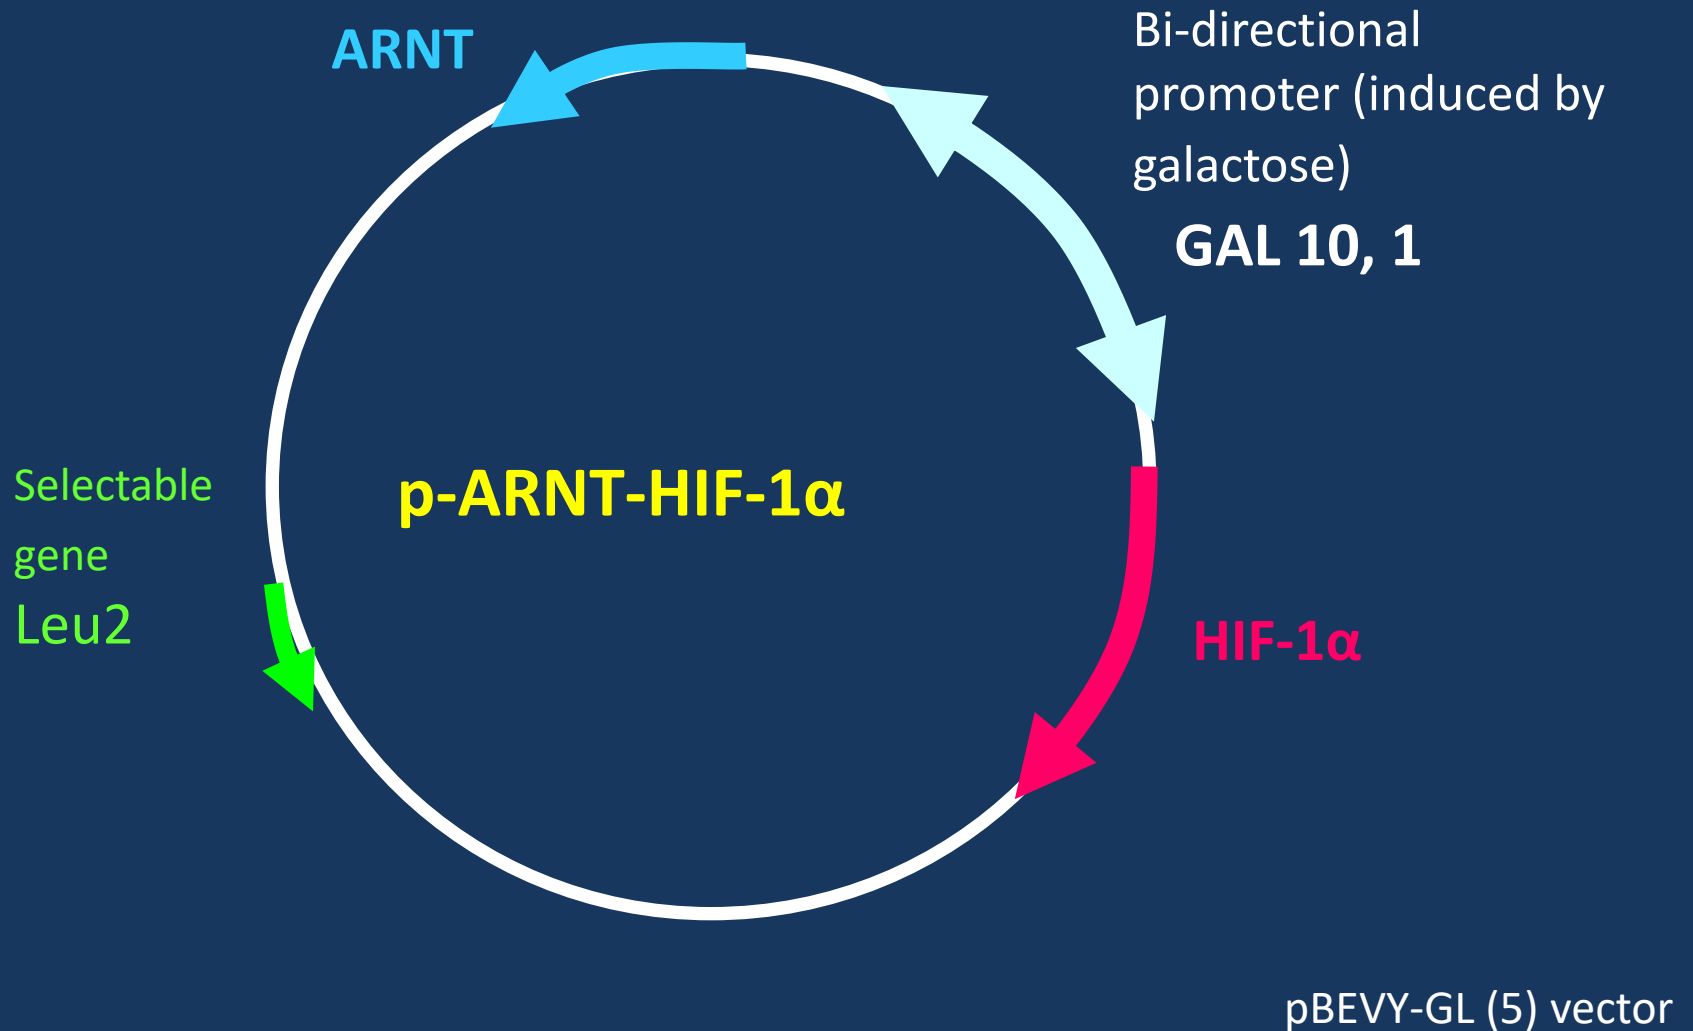 ARNT
Bi-directional
promoter (induced by
galactose)
GAL 10, 1
Selectable
gene
Leu2
p-ARNT-HIF-1α
HIF-1α
pBEVY-GL (5) vector